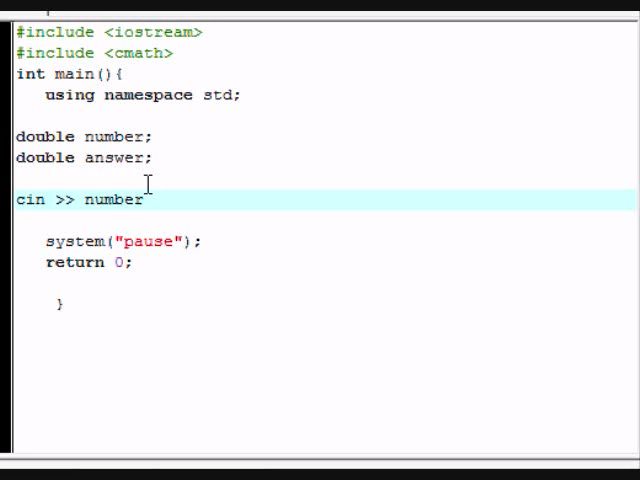 #include <iostream>
#include <cmath>
int main(){
using namespace std;
double number;
double answer;
cin >> number
system("pause");
return 0;
}